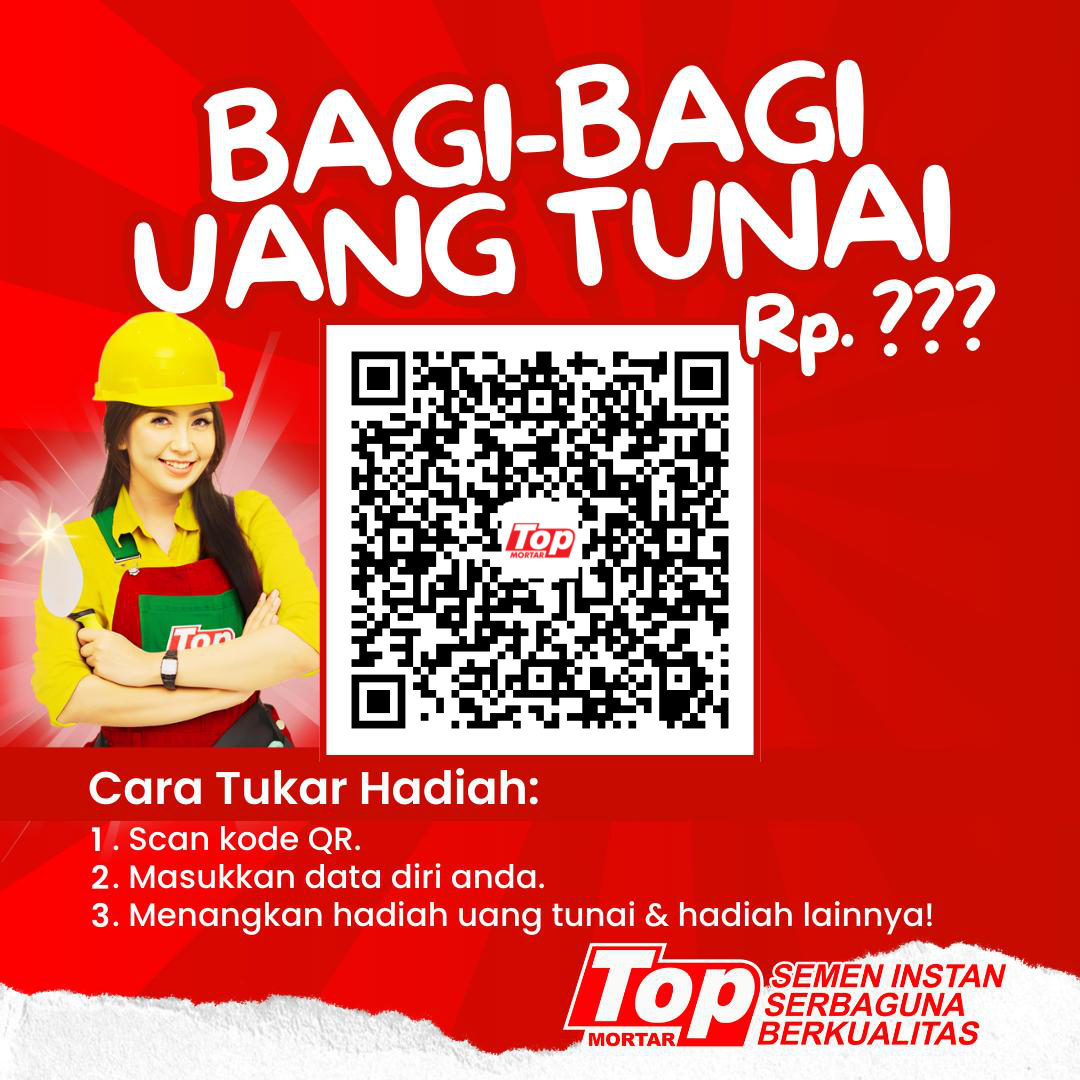 BAGI-BAGI
UANG TUNAI
Rp. ???
Top
MORTAR
Top
Cara Tukar Hadiah:
1. Scan kode QR.
2. Masukkan data diri anda.
3. Menangkan hadiah uang tunai & hadiah lainnya!
Top
MORTAR
SEMEN INSTAN
SERBAGUNA
BERKUALITAS